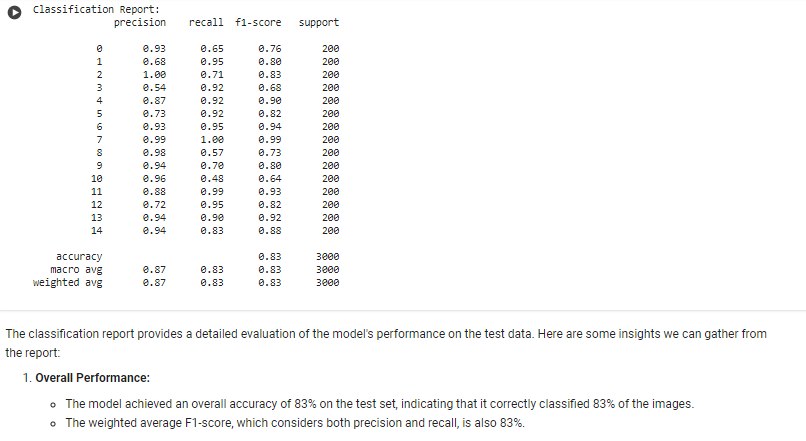 Classification Report:
precision recall f1-score support
0 0.93 0.65 0.76 200
1 0.68 0.95 0.80 200
2 1.00 0.71 0.83 200
3 0.54 0.92 0.68 200
4 0.87 0.92 0.90 200
5 0.73 0.92 0.82 200
6 0.93 0.95 0.94 200
7 0.99 1.00 0.99 200
8 0.98 0.57 0.73 200
9 0.94 0.70 0.80 200
10 0.96 0.48 0.64 200
11 0.88 0.99 0.93 200
12 0.72 0.95 0.82 200
13 0.94 0.90 0.92 200
14 0.94 0.83 0.88 200
accuracy 0.83 3000
macro avg 0.87 0.83 0.83 3000
weighted avg 0.87 0.83 0.83 3000
The classification report provides a detailed evaluation of the model's performance on the test data. Here are some insights we can gather from
the report:
1. Overall Performance:
The model achieved an overall accuracy of 83% on the test set, indicating that it correctly classified 83% of the images.
The weighted average F1-score, which considers both precision and recall, is also 83%.